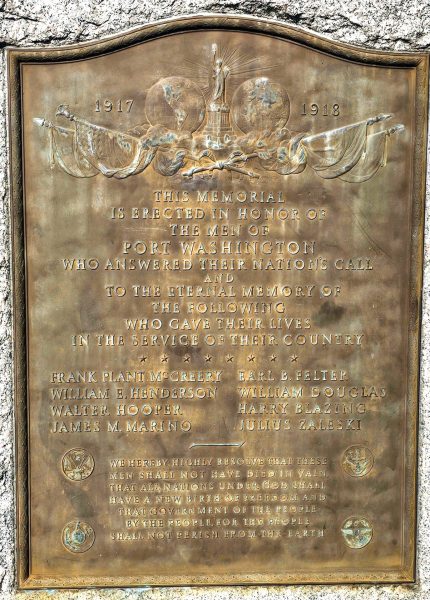 1917 1918
THIS MEMORIAL
IS ERECTED IN HONOR OF
THE MEN OF
PORT WASHINGTON
WHO ANSWERED THEIR NATION'S CALL
AND
TO THE ETERNAL MEMORY OF
THE FOLLOWING
WHO GAVE THEIR LIVES
IN THE SERVICE OF THEIR COUNTRY
FRANK PLANT McCREERY EARL B. FELTER
WILLIAM E. HENDERSON WILLIAM DOUGLAS
WALTER HOOPER HARRY BLAZING
JAMES M. MARINO JULIUS ZALESKI
WE HEREBY HIGHLY RESOLVE THAT THESE
MEN SHALL NOT HAVE DIED IN VAIN
THAT ALL NATIONS UNDER GOD SHALL
HAVE A NEW BIRTH OF FREEDOM AND
THAT GOVERNMENT OF THE PEOPLE
BY THE PEOPLE, FOR THE PEOPLE
SHALL NOT PERISH FROM THE EARTH